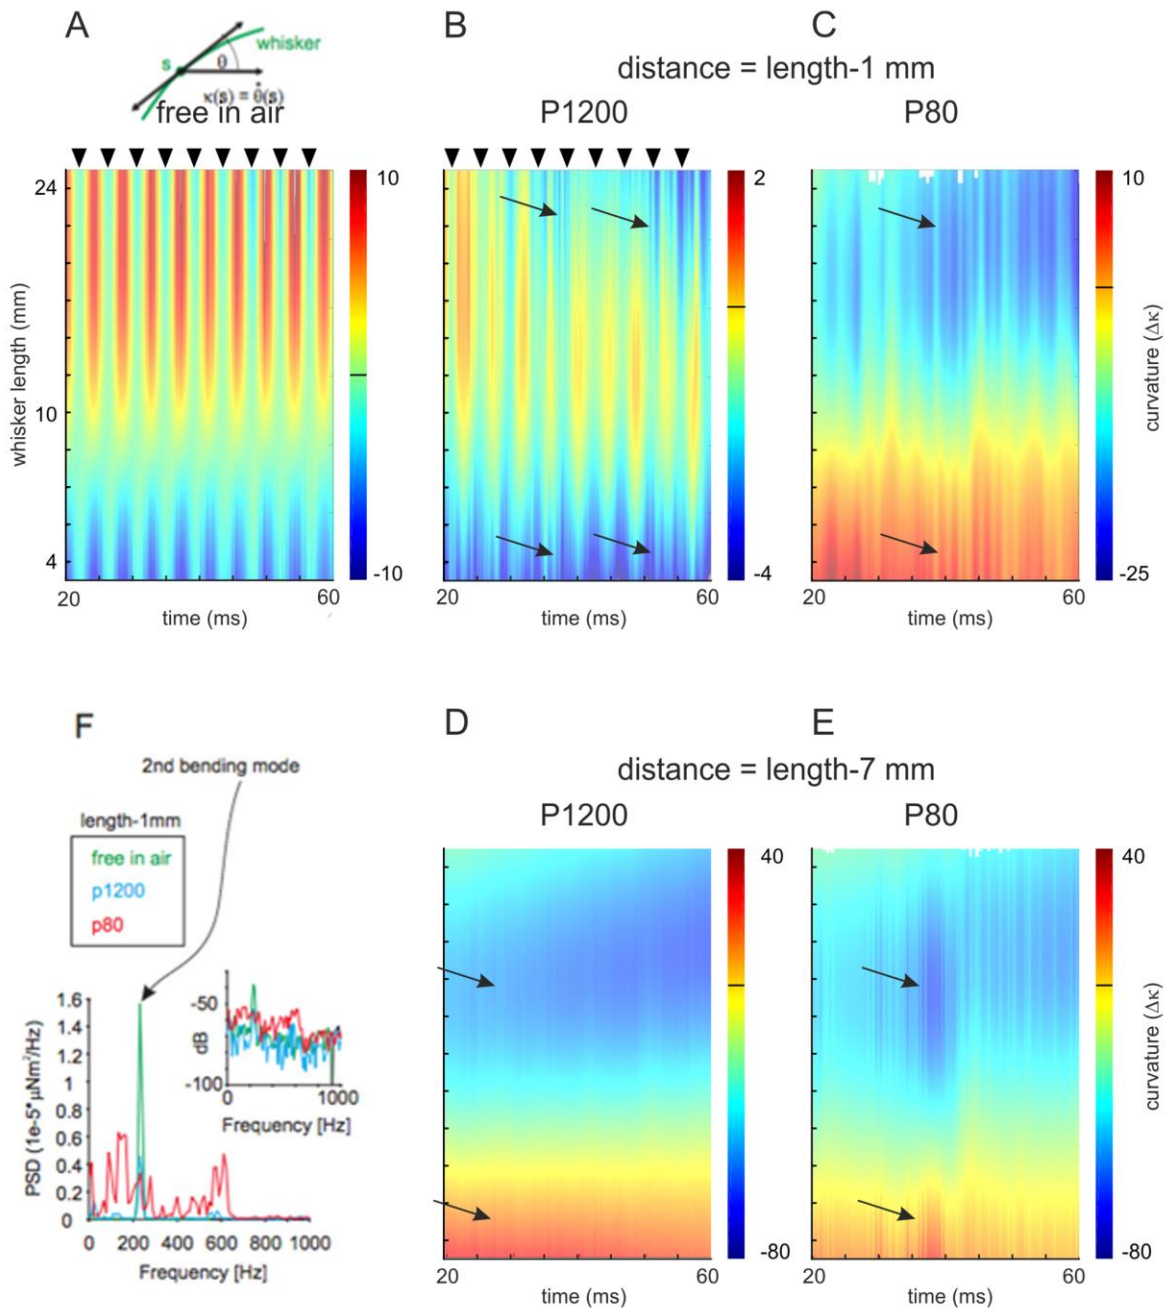 A
B
C
whisker
s
θ
κ(s) = θ̇(s)
free in air
distance = length-1 mm
P1200
P80
24
10
4
whisker length (mm)
10
-10
2
-4
10
-25
curvature (Δκ)
20
60
time (ms)
20
60
time (ms)
20
60
time (ms)
F
D
E
2nd bending mode
distance = length-7 mm
length-1mm
free in air
p1200
p80
P1200
P80
40
-80
40
-80
curvature (Δκ)
1.6
1.4
1.2
1
0.8
0.6
0.4
0.2
0
PSD (1e-5*μNm²/Hz)
0
200
400
600
800
1000
Frequency [Hz]
-50
dB
-100
0
1000
Frequency [Hz]
20
60
time (ms)
20
60
time (ms)